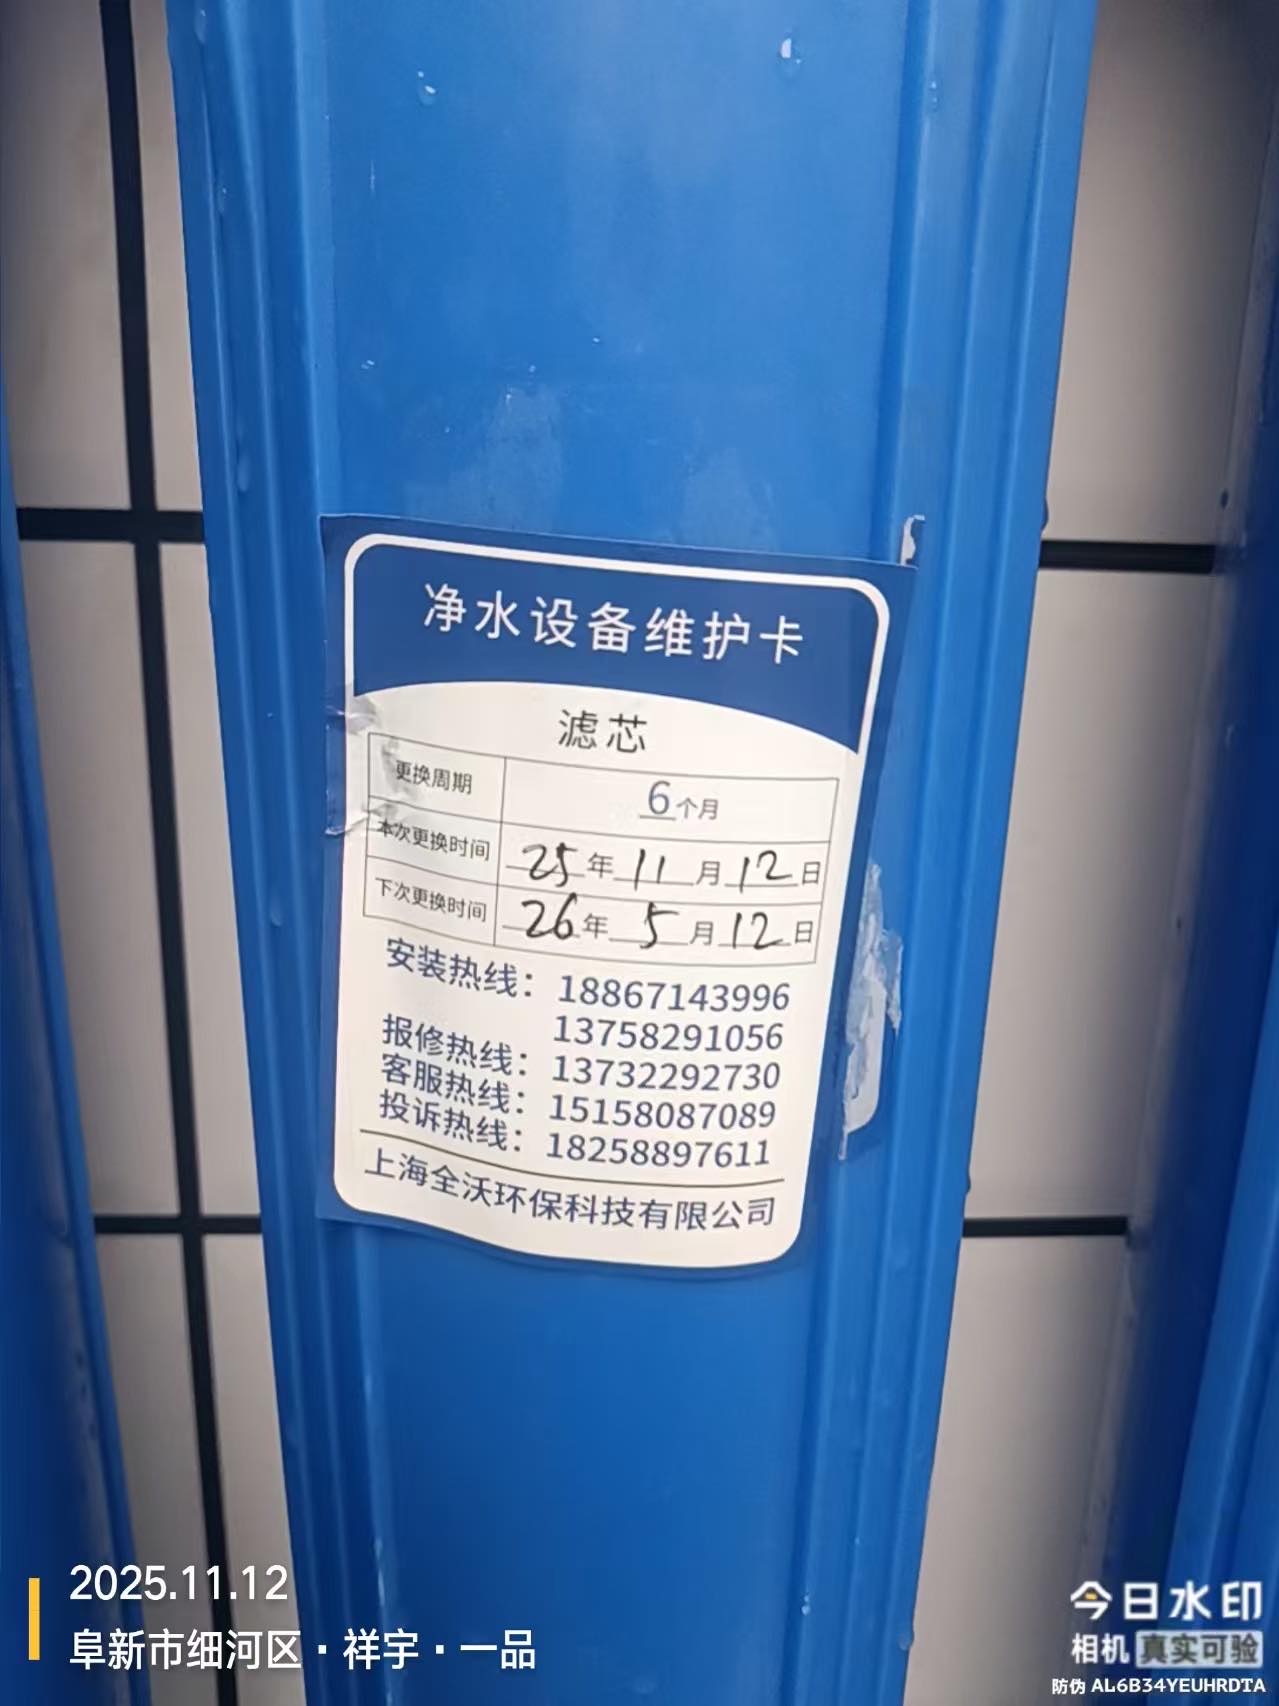 净水设备维护卡
滤芯
更换周期 6个月
本次更换时间 25年11月12日
下次更换时间 26年5月12日
安装热线：18867143996
13758291056
报修热线：13732292730
客服热线：15158087089
投诉热线：18258897611
上海全沃环保科技有限公司
2025.11.12
阜新市细河区·祥宇·一品
今日水印
相机 真实可验
防伪 AL6B34YEUHRDTA